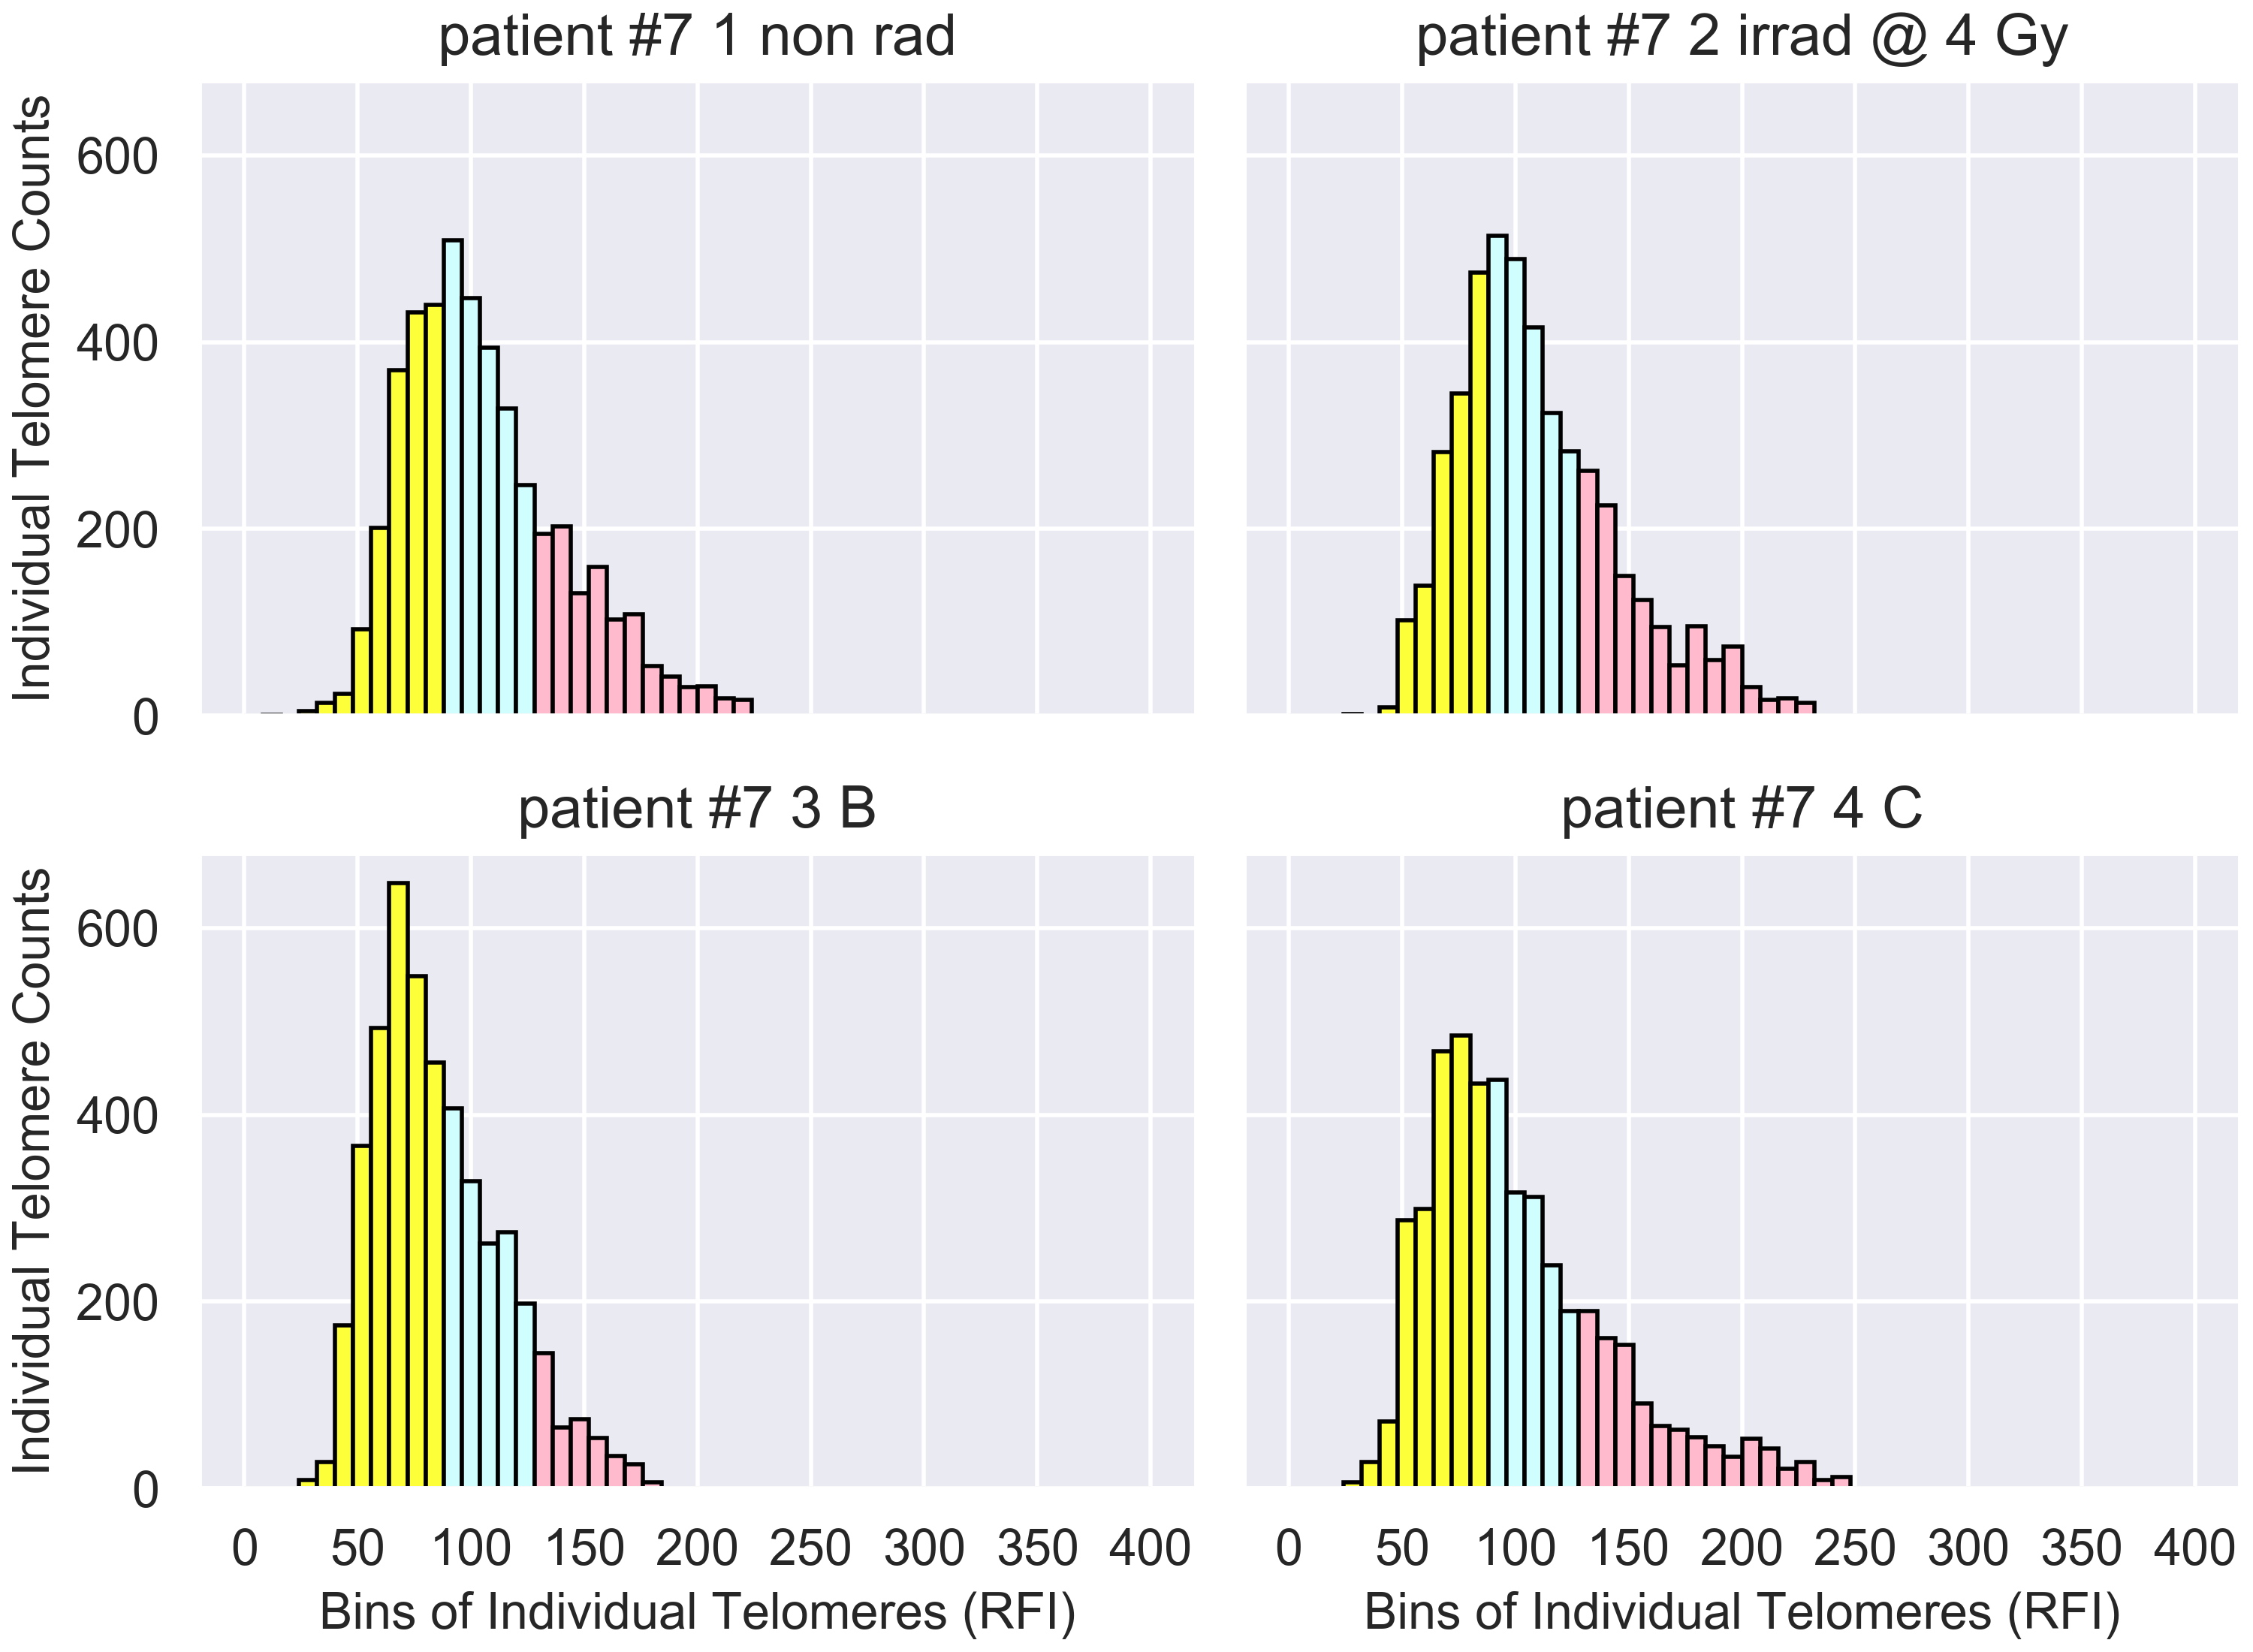 patient #7 1 non rad
patient #7 2 irrad @ 4 Gy
Individual Telomere Counts
600
400
200
0
patient #7 3 B
patient #7 4 C
Individual Telomere Counts
600
400
200
0
0 50 100 150 200 250 300 350 400
0 50 100 150 200 250 300 350 400
Bins of Individual Telomeres (RFI)
Bins of Individual Telomeres (RFI)